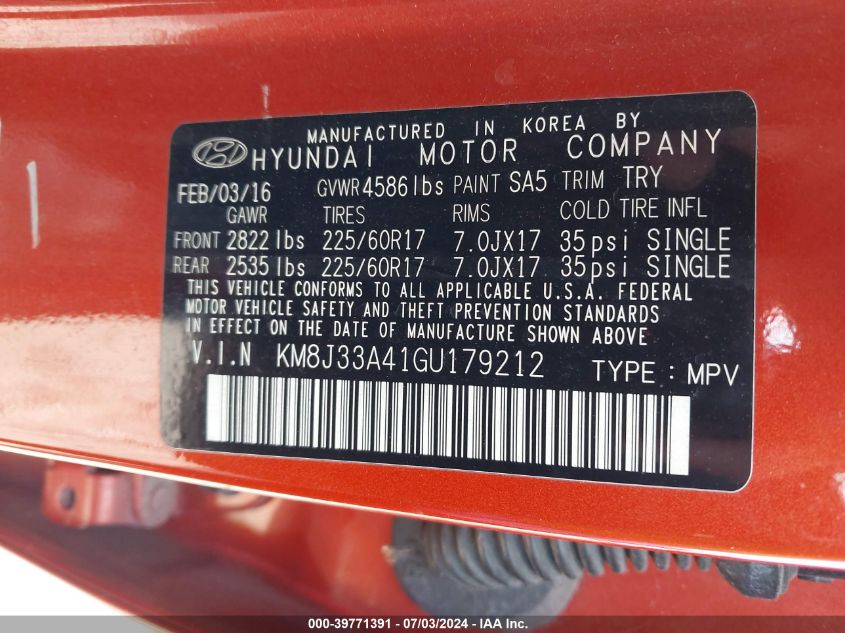 MANUFACTURED IN KOREA BY
HYUNDAI MOTOR COMPANY
FEB/03/16 GVWR 4586 lbs PAINT SA5 TRIM TRY
GAWR TIRES RIMS COLD TIRE INFL
FRONT 2822 lbs 225/60R17 7.0JX17 35psi SINGLE
REAR 2535 lbs 225/60R17 7.0JX17 35psi SINGLE
THIS VEHICLE CONFORMS TO ALL APPLICABLE U.S.A. FEDERAL
MOTOR VEHICLE SAFETY AND THEFT PREVENTION STANDARDS
IN EFFECT ON THE DATE OF MANUFACTURE SHOWN ABOVE
V.I.N KM8J33A41GU179212 TYPE : MPV
000-39771391 - 07/03/2024 - IAA Inc.